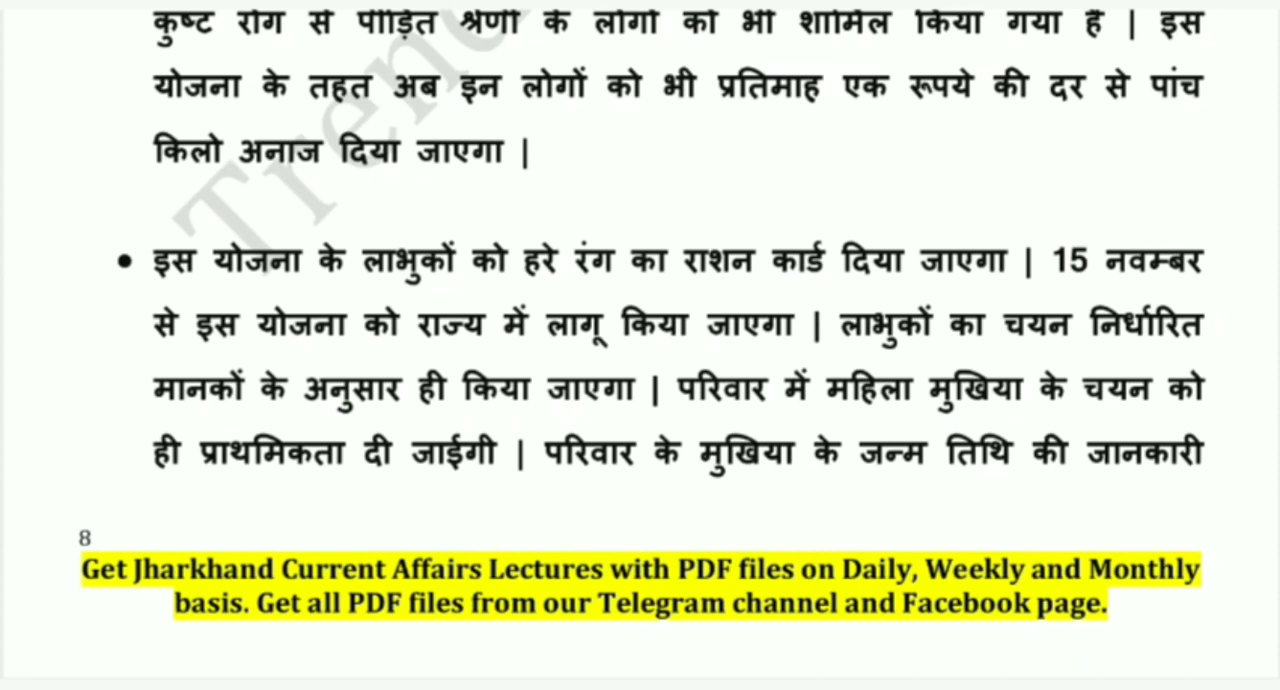 कुष्ट रोग से पीड़ित श्रेणी के लोगों को भी शामिल किया गया है | इस
योजना के तहत अब इन लोगों को भी प्रतिमाह एक रूपये की दर से पांच
किलो अनाज दिया जाएगा |
• इस योजना के लाभुकों को हरे रंग का राशन कार्ड दिया जाएगा | 15 नवम्बर
से इस योजना को राज्य में लागू किया जाएगा | लाभुकों का चयन निर्धारित
मानकों के अनुसार ही किया जाएगा | परिवार में महिला मुखिया के चयन को
ही प्राथमिकता दी जाईगी | परिवार के मुखिया के जन्म तिथि की जानकारी
8
Get Jharkhand Current Affairs Lectures with PDF files on Daily, Weekly and Monthly
basis. Get all PDF files from our Telegram channel and Facebook page.